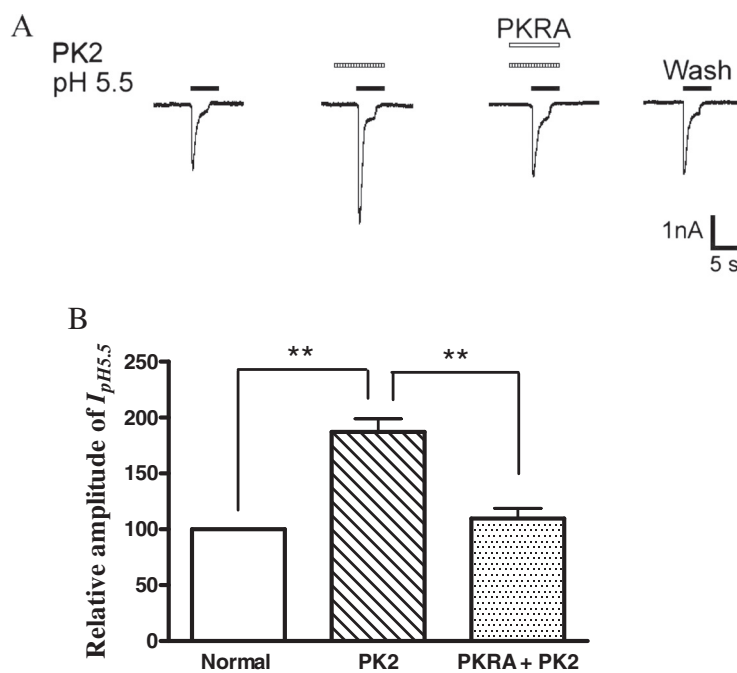 A
PK2
pH 5.5
PKRA
Wash
1nA
5 s
B
Relative amplitude of I_pH5.5
250
200
150
100
50
0
**
**
Normal
PK2
PKRA + PK2